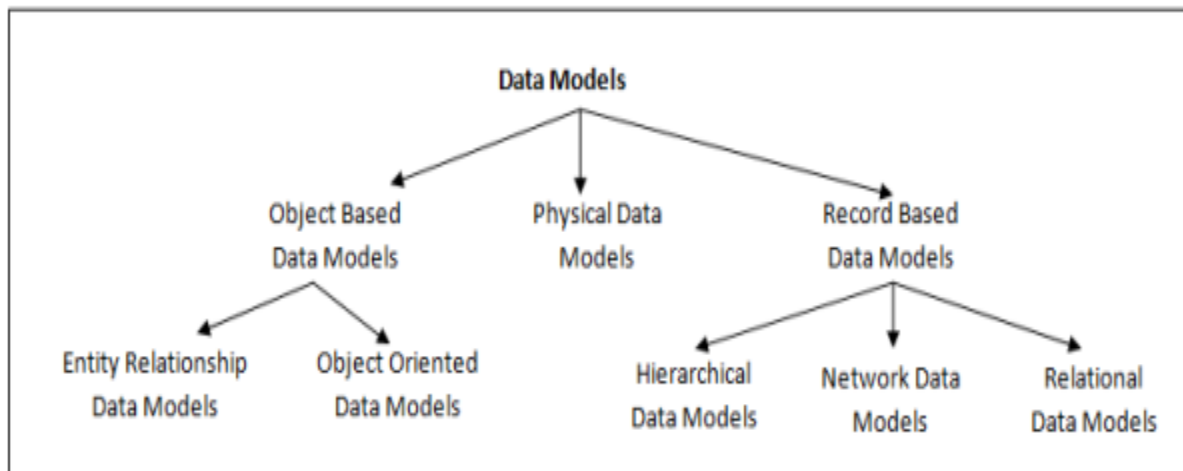 Data Models
Object Based
Data Models
Physical Data
Models
Record Based
Data Models
Entity Relationship
Data Models
Object Oriented
Data Models
Hierarchical
Data Models
Network Data
Models
Relational
Data Models